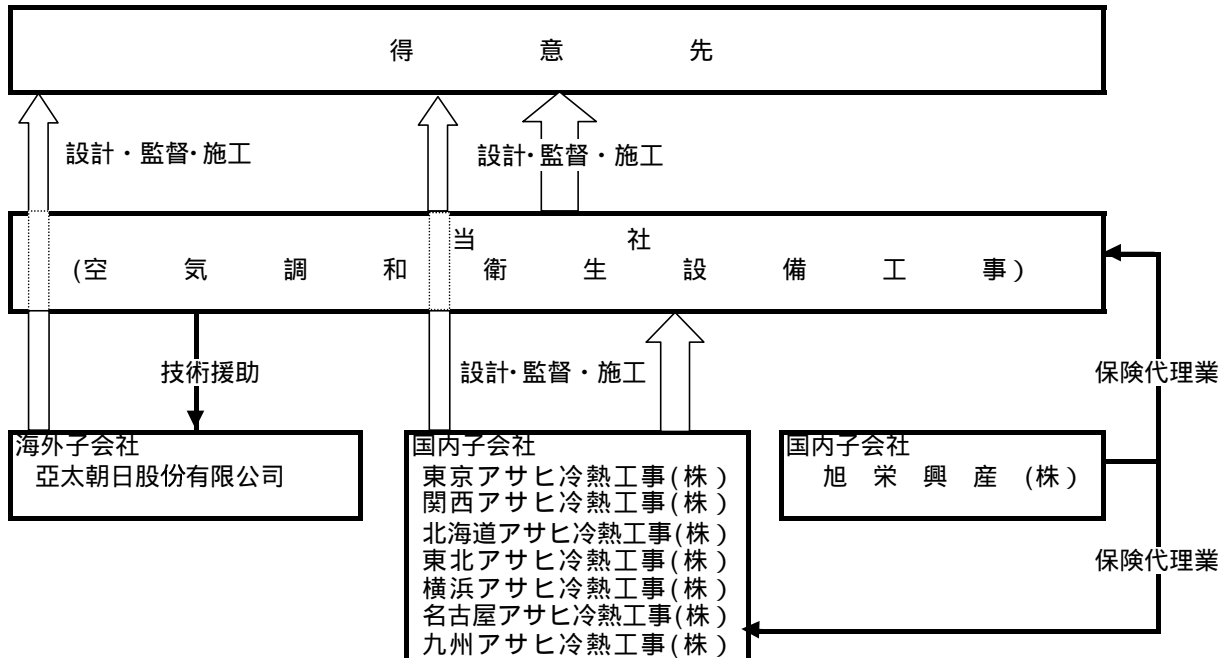 得意先
設計・監督・施工
設計・監督・施工
当社
(空気調和衛生設備工事)
技術援助
設計・監督・施工
保険代理業
海外子会社
亞太朝日股份有限公司
国内子会社
東京アサヒ冷熱工事(株)
関西アサヒ冷熱工事(株)
北海道アサヒ冷熱工事(株)
東北アサヒ冷熱工事(株)
横浜アサヒ冷熱工事(株)
名古屋アサヒ冷熱工事(株)
九州アサヒ冷熱工事(株)
国内子会社
旭栄興産(株)
保険代理業